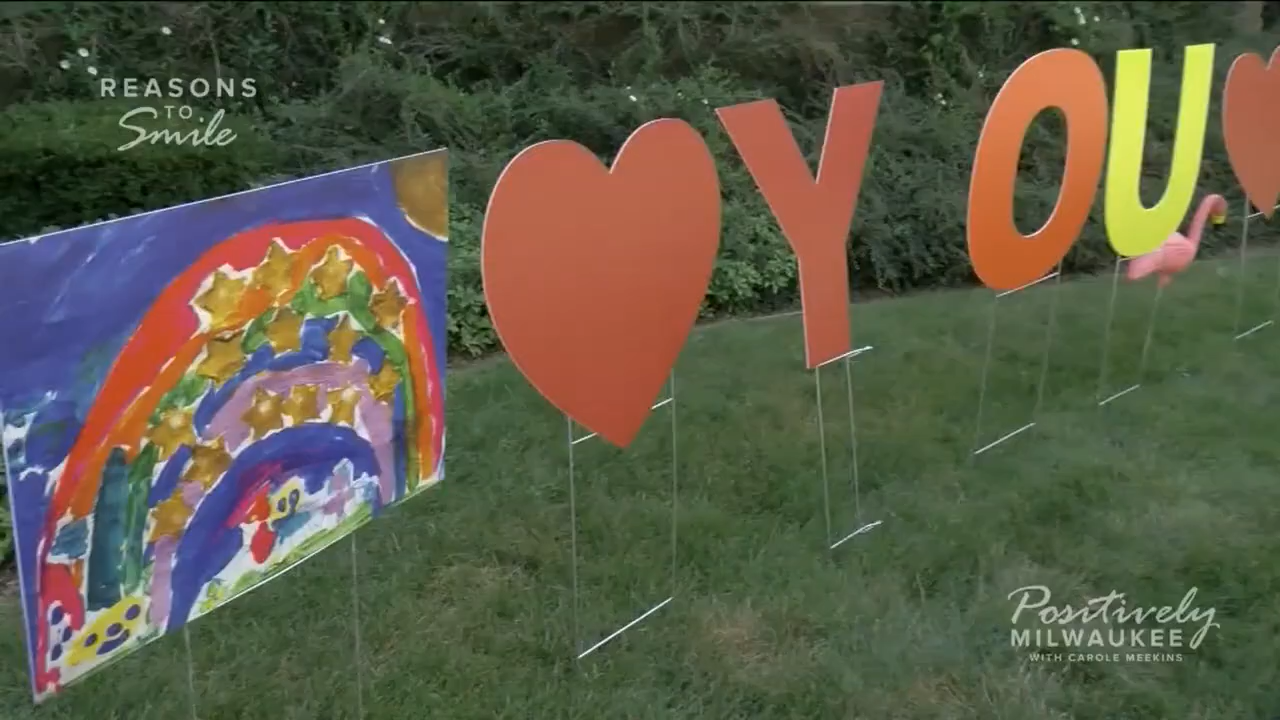 REASONS
TO
Smile
YOU
Positively
MILWAUKEE
WITH CAROLE MEEKINS